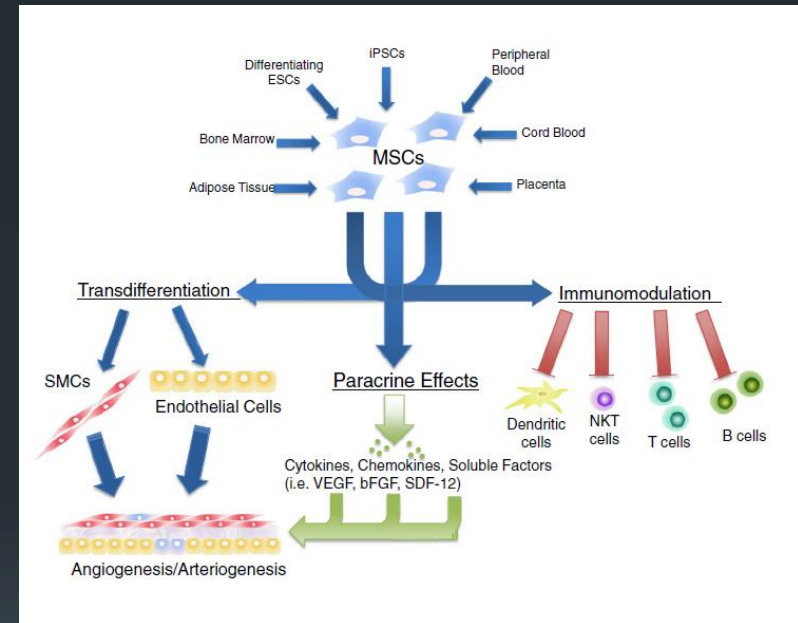 iPSCs
Differentiating
ESCs
Peripheral
Blood
Bone Marrow
Cord Blood
MSCs
Adipose Tissue
Placenta
Transdifferentiation
Immunomodulation
SMCs
Endothelial Cells
Paracrine Effects
Dendritic
cells
NKT
cells
T cells
B cells
Cytokines, Chemokines, Soluble Factors
(i.e. VEGF, bFGF, SDF-12)
Angiogenesis/Arteriogenesis